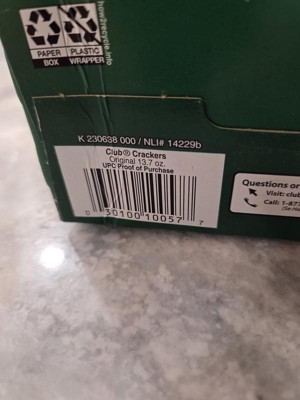 how2recycle.info
PAPER
BOX
PLASTIC
WRAPPER
K 230638 000 / NLI# 14229b
Club® Crackers
Original 13.7 oz.
UPC Proof of Purchase
0 30100 10057 7
Questions or
Visit: club
Call: 1-877